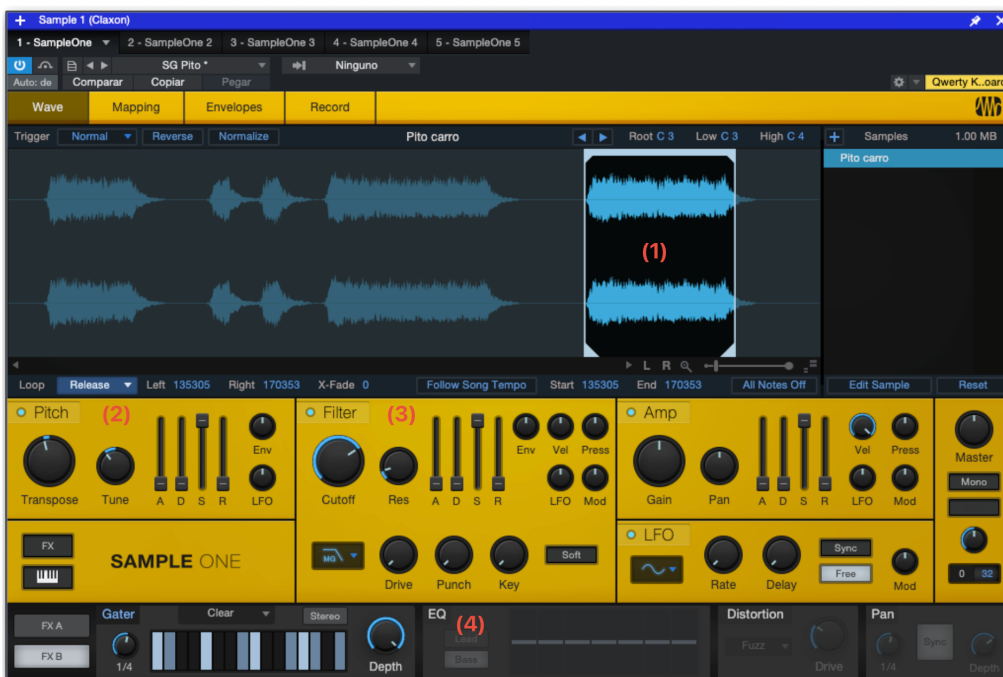 Sample 1 (Claxon)
1 - SampleOne 2 - SampleOne 2 3 - SampleOne 3 4 - SampleOne 4 5 - SampleOne 5
SG Pito * Ninguno
Auto: de Comparar Copiar Pegar Qwerty K..oard
Wave Mapping Envelopes Record
Trigger Normal Reverse Normalize Pito carro Root C 3 Low C 3 High C 4 Samples 1.00 MB
Pito carro
(1)
L R
Loop Release Left 135305 Right 170353 X-Fade 0 Follow Song Tempo Start 135305 End 170353 All Notes Off Edit Sample Reset
Pitch (2) Filter (3) Amp
Env Env Vel Press Vel Press Master
Transpose Tune A D S R LFO Cutoff Res A D S R LFO Mod Gain Pan A D S R LFO Mod Mono
LFO
FX SAMPLE ONE MG Soft Sync
Free
Drive Punch Key Rate Delay Mod 0 32
FX A Gater Clear Stereo EQ (4) Distortion Pan
Lead Fuzz Sync
FX B 1/4 Depth Bass Drive 1/4 Depth